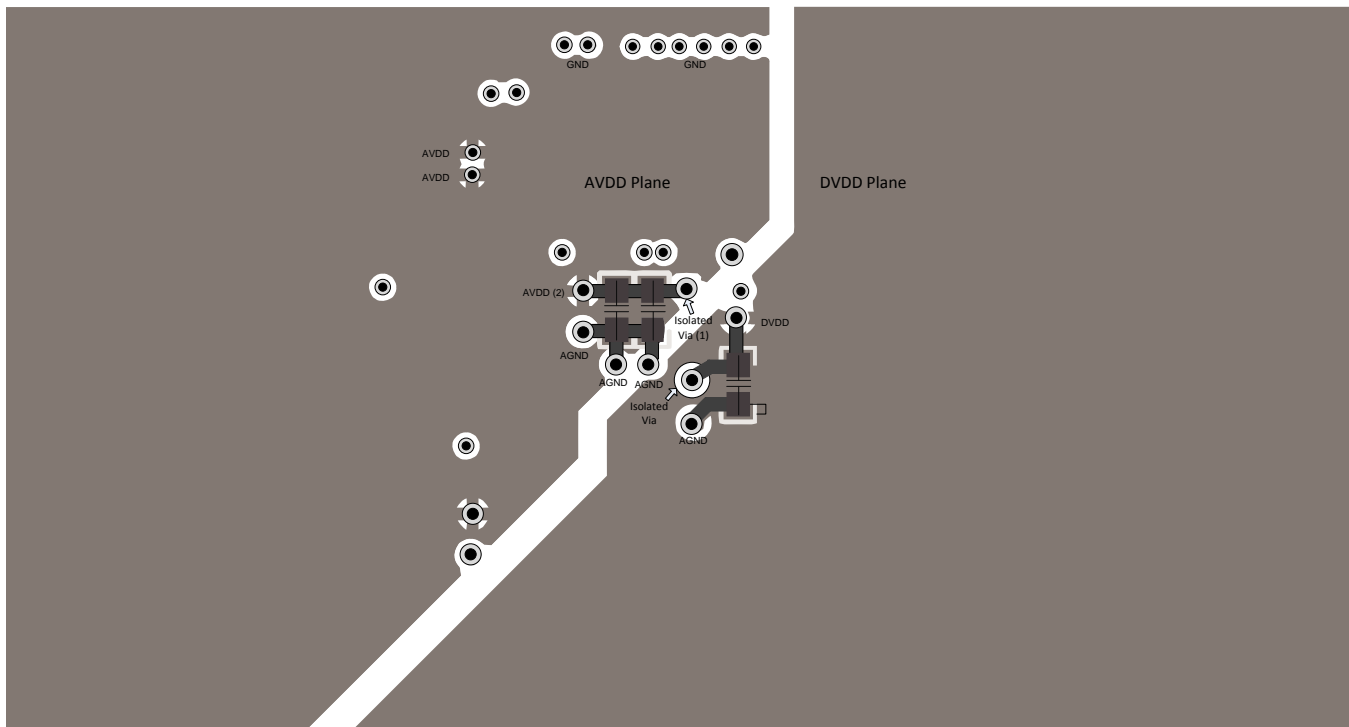 GND
GND
AVDD
AVDD
AVDD Plane
DVDD Plane
AVDD (2)
Isolated
Via (1)
DVDD
AGND
AGND
AGND
Isolated
Via
AGND